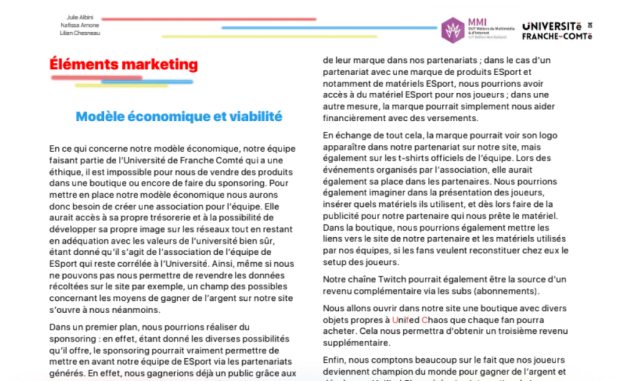 Julie Albini
Nafissa Amone
Lilian Chesneau
MMI
UNIVERSITĒ
FRANCHE-COMTĒ
Éléments marketing
Modèle économique et viabilité
En ce qui concerne notre modèle économique, notre équipe
faisant partie de l'Université de Franche Comté qui a une
éthique, il est impossible pour nous de vendre des produits
dans une boutique ou encore de faire du sponsoring. Pour
mettre en place notre modèle économique nous aurons
donc besoin de créer une association pour l'équipe. Elle
aurait accès à sa propre trésorerie et à la possibilité de
développer sa propre image sur les réseaux tout en restant
en adéquation avec les valeurs de l'université bien sûr,
étant donné qu'il s'agit de l'association de l'équipe de
ESport qui reste corrélée à l'Université. Ainsi, même si nous
ne pouvons pas nous permettre de revendre les données
récoltées sur le site par exemple, un champ des possibles
concernant les moyens de gagner de l'argent sur notre site
s'ouvre à nous néanmoins.
Dans un premier plan, nous pourrions réaliser du
sponsoring : en effet, étant donné les diverses possibilités
qu'il offre, le sponsoring pourrait vraiment permettre de
mettre en avant notre équipe de ESport via les partenariats
générés. En effet, nous gagnerions déjà un public grâce aux
de leur marque dans nos partenariats ; dans le cas d'un
partenariat avec une marque de produits ESport et
notamment de matériels ESport, nous pourrions avoir
accès à du matériel ESport pour nos joueurs ; dans une
autre mesure, la marque pourrait simplement nous aider
financièrement avec des versements.
En échange de tout cela, la marque pourrait voir son logo
apparaître dans notre partenariat sur notre site, mais
également sur les t-shirts officiels de l'équipe. Lors des
événements organisés par l'association, elle aurait
également sa place dans les partenaires. Nous pourrions
également imaginer dans la présentation des joueurs,
insérer quels matériels ils utilisent, et dès lors faire de la
publicité pour notre partenaire qui nous prête le matériel.
Dans la boutique, nous pourrions également mettre les
liens vers le site de notre partenaire et les matériels utilisés
par nos équipes, si les fans veulent reconstituer chez eux le
setup des joueurs.
Notre chaîne Twitch pourrait également être la source d'un
revenu complémentaire via les subs (abonnements).
Nous allons ouvrir dans notre site une boutique avec divers
objets propres à Unifed Chaos que chaque fan pourra
acheter. Cela nous permettra d'obtenir un troisième revenu
supplémentaire.
Enfin, nous comptons beaucoup sur le fait que nos joueurs
deviennent champion du monde pour gagner de l'argent et